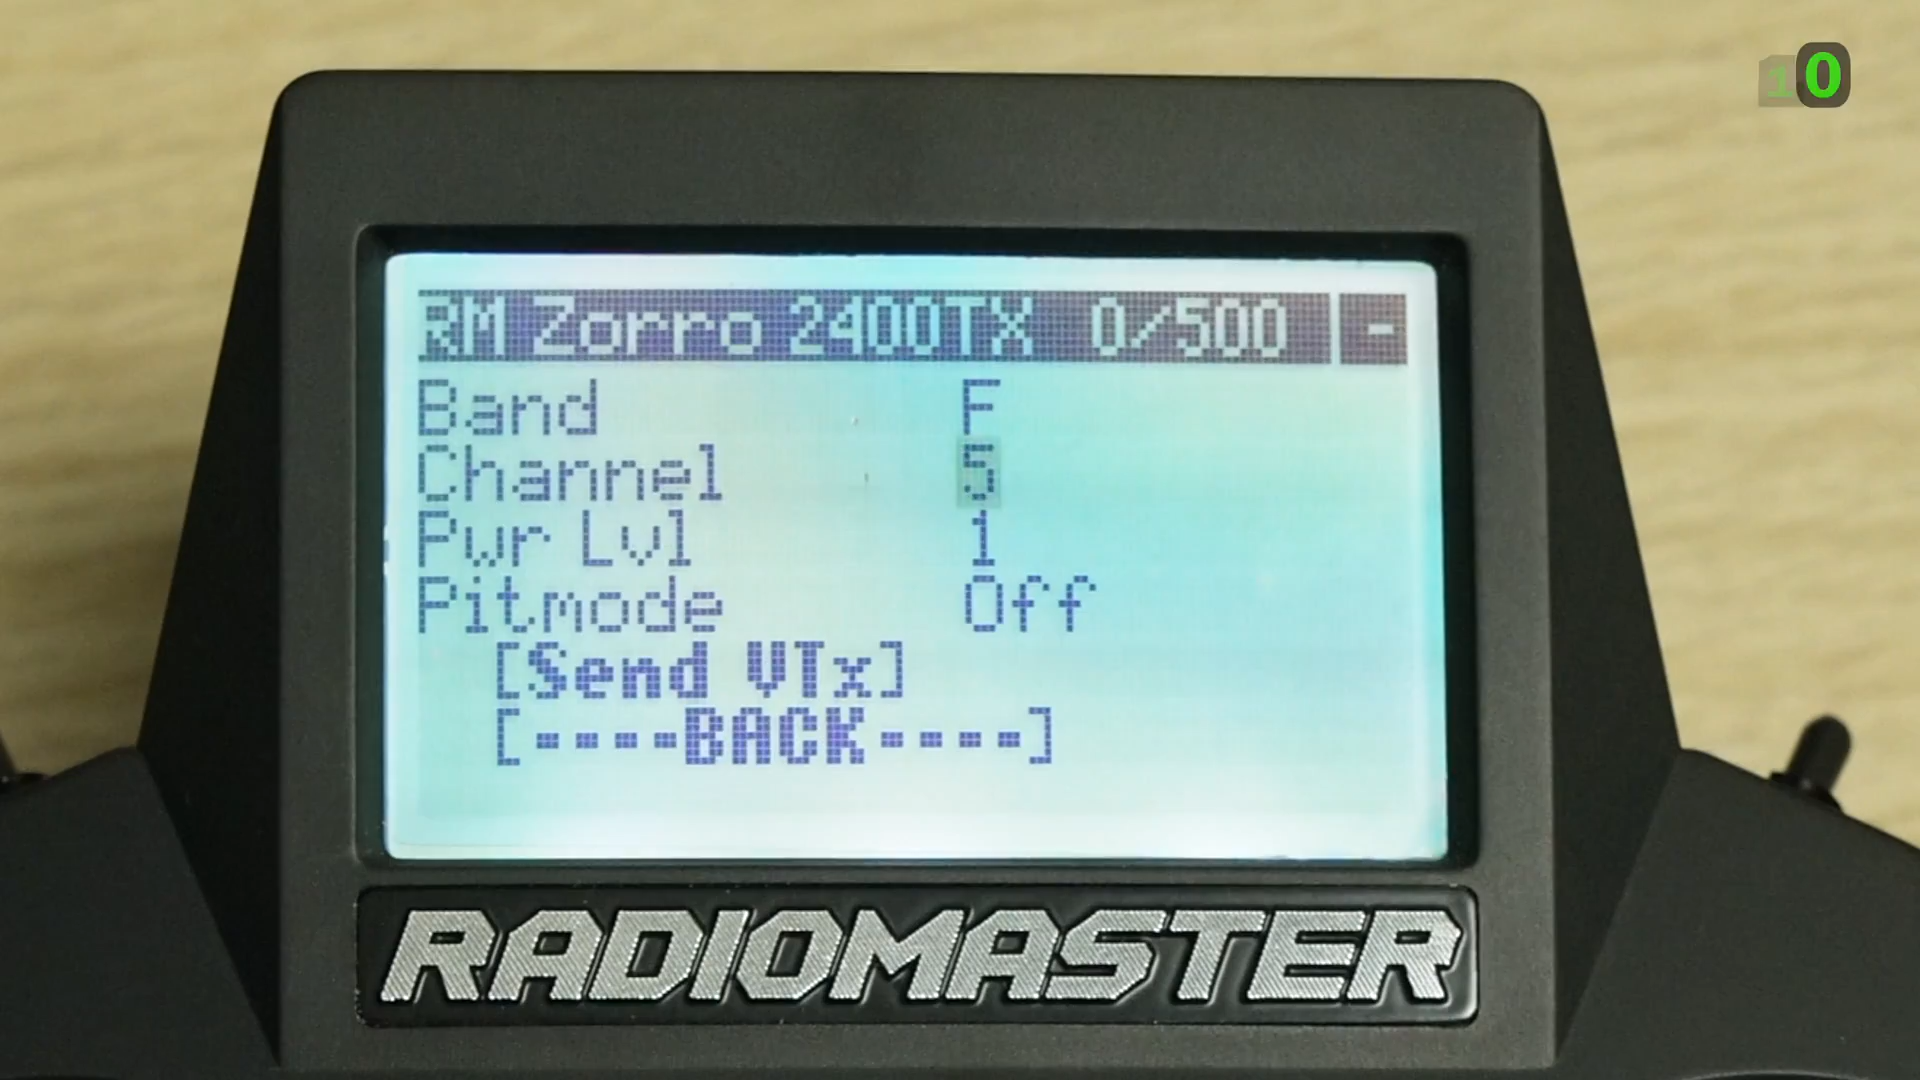 10
RM Zorro 2400TX 0/500 -
Band F
Channel 5
Pwr Lvl 1
Pitmode Off
[Send VTx]
[----BACK----]
RADIOMASTER